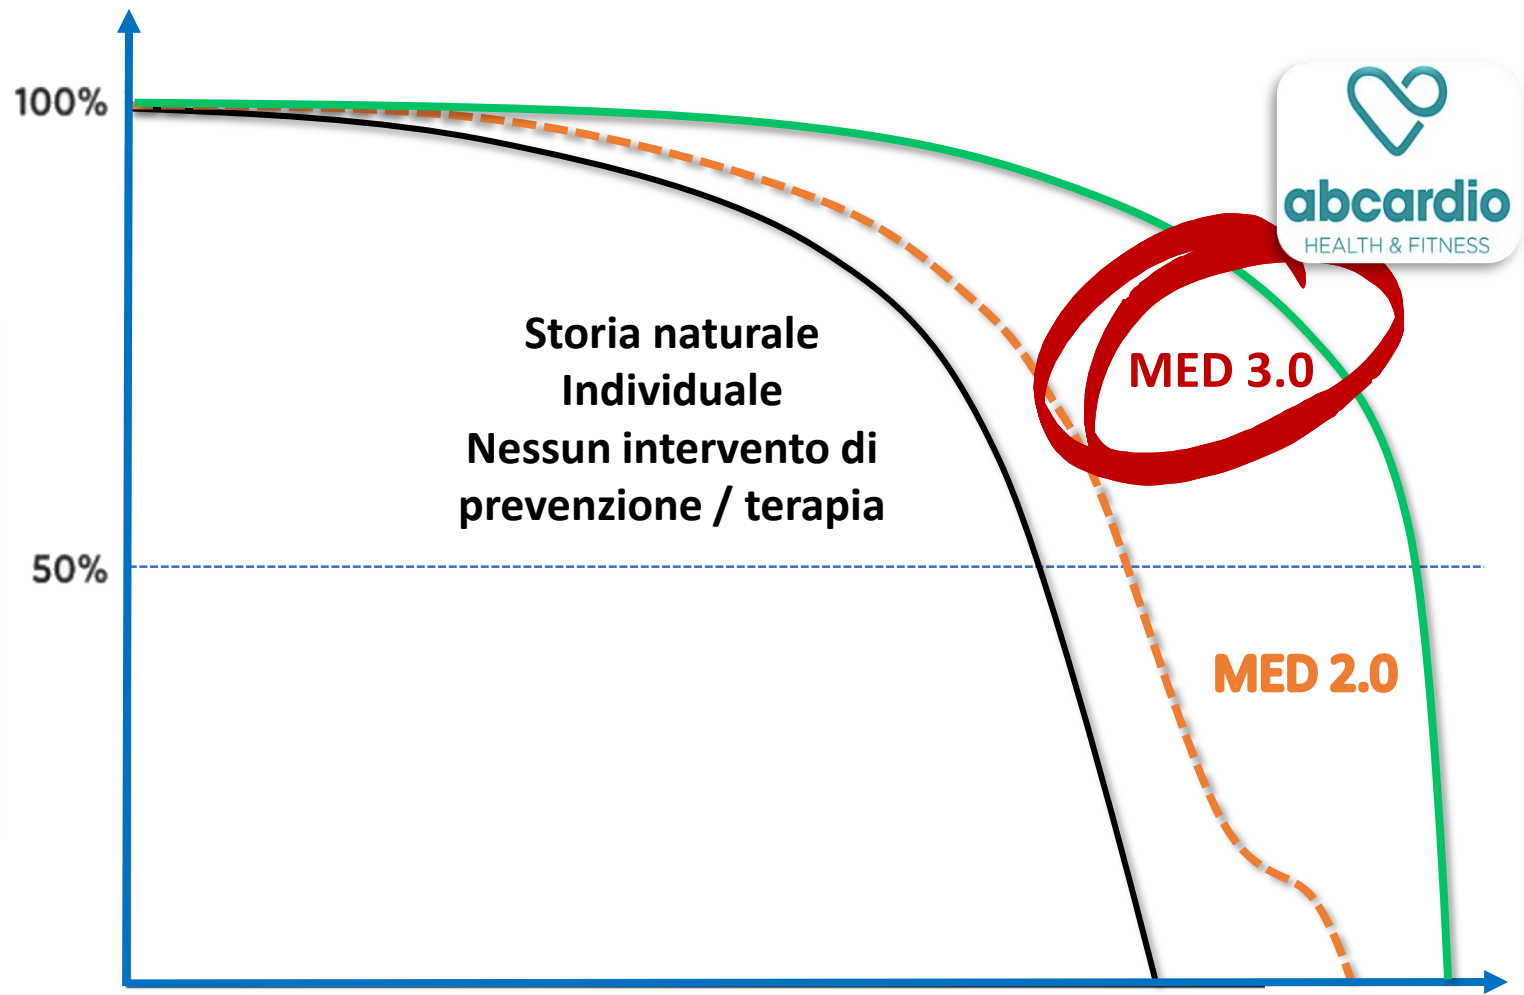 100%
abcardio
HEALTH & FITNESS
Storia naturale
Individuale
Nessun intervento di
prevenzione / terapia
MED 3.0
50%
MED 2.0